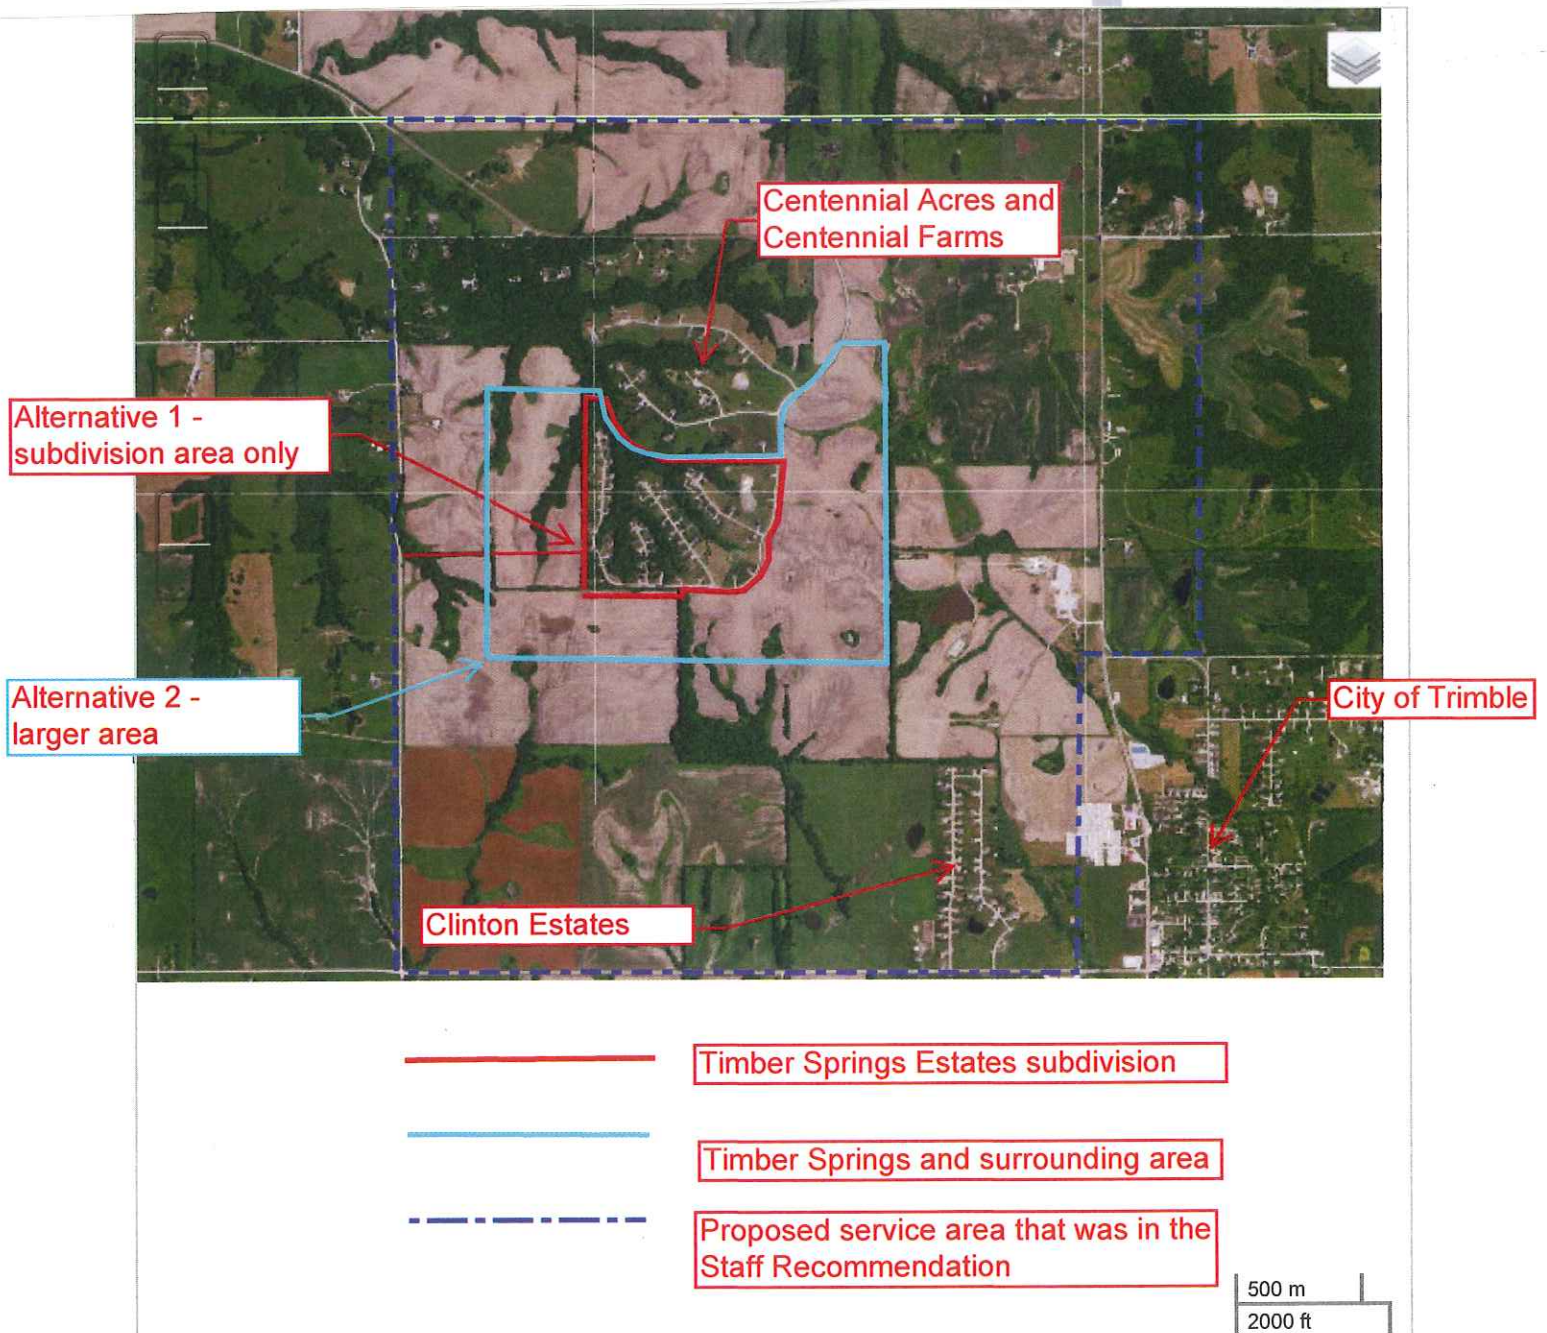 Centennial Acres and
Centennial Farms
Alternative 1 -
subdivision area only
Alternative 2 -
larger area
City of Trimble
Clinton Estates
Timber Springs Estates subdivision
Timber Springs and surrounding area
Proposed service area that was in the
Staff Recommendation
500 m
2000 ft